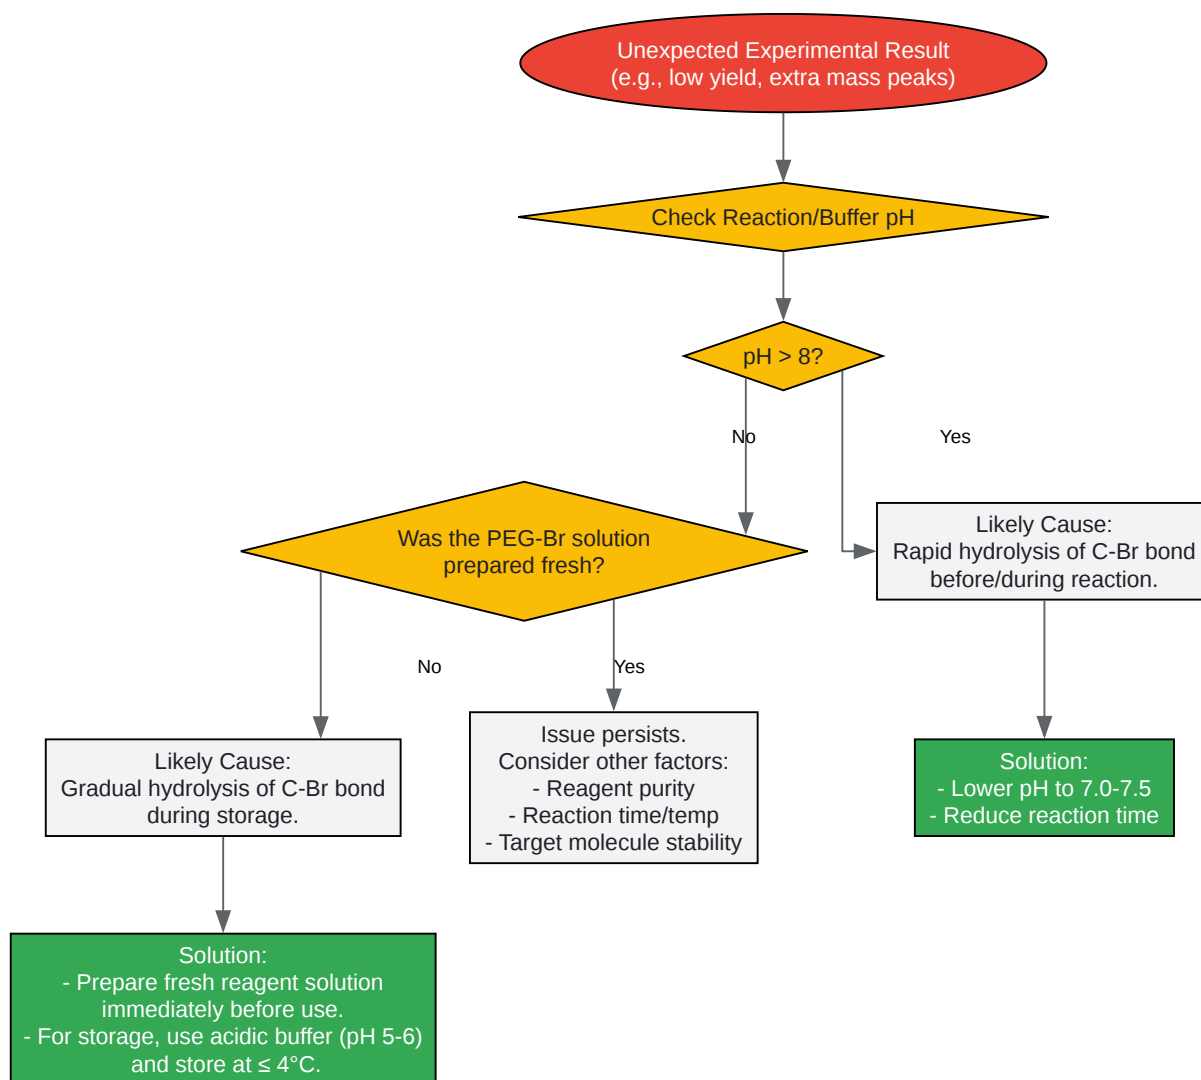 Unexpected Experimental Result
(e.g., low yield, extra mass peaks)
Check Reaction/Buffer pH
pH > 8?
No
Yes
Was the PEG-Br solution
prepared fresh?
Likely Cause:
Rapid hydrolysis of C-Br bond
before/during reaction.
No
Yes
Likely Cause:
Gradual hydrolysis of C-Br bond
during storage.
Issue persists.
Consider other factors:
- Reagent purity
- Reaction time/temp
- Target molecule stability
Solution:
- Lower pH to 7.0-7.5
- Reduce reaction time
Solution:
- Prepare fresh reagent solution
immediately before use.
- For storage, use acidic buffer (pH 5-6)
and store at ≤ 4°C.